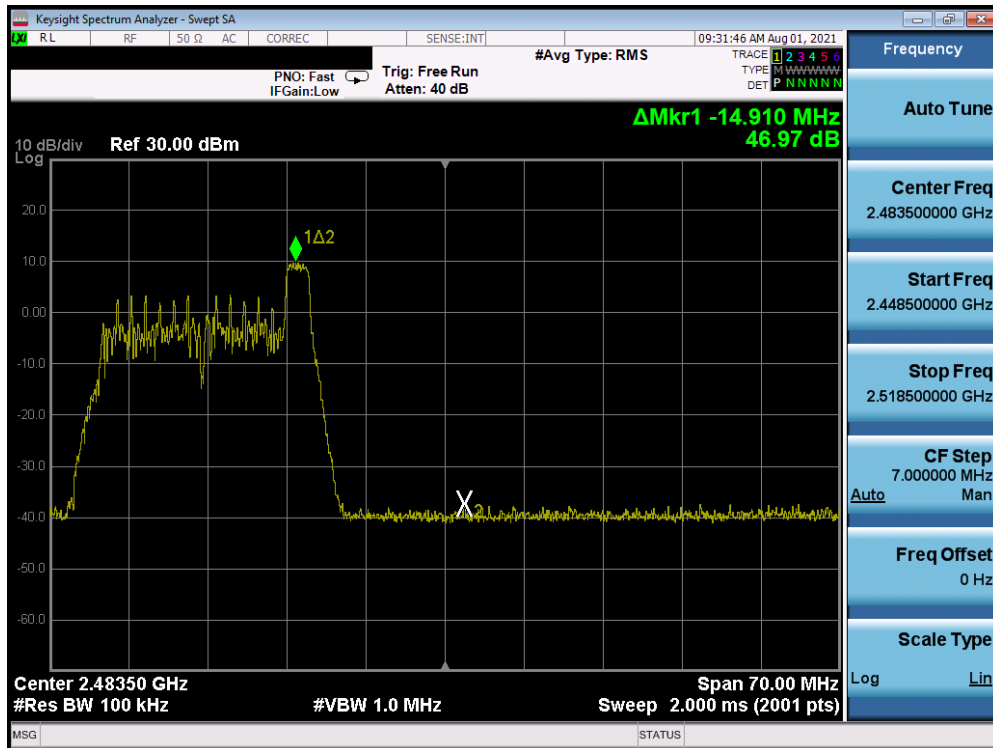 Keysight Spectrum Analyzer - Swept SA
LXI RL RF 50 Ω AC CORREC SENSE:INT 09:31:46 AM Aug 01, 2021
#Avg Type: RMS TRACE 1 2 3 4 5 6
PNO: Fast Trig: Free Run TYPE M W W W W W
IFGain:Low Atten: 40 dB DET P N N N N N
ΔMkr1 -14.910 MHz
46.97 dB
10 dB/div Ref 30.00 dBm
Log
20.0
1Δ2
10.0
0.00
-10.0
-20.0
-30.0
X2
-40.0
-50.0
-60.0
Center 2.48350 GHz Span 70.00 MHz
#Res BW 100 kHz #VBW 1.0 MHz Sweep 2.000 ms (2001 pts)
MSG STATUS
Frequency
Auto Tune
Center Freq
2.483500000 GHz
Start Freq
2.448500000 GHz
Stop Freq
2.518500000 GHz
CF Step
7.000000 MHz
Auto Man
Freq Offset
0 Hz
Scale Type
Log Lin